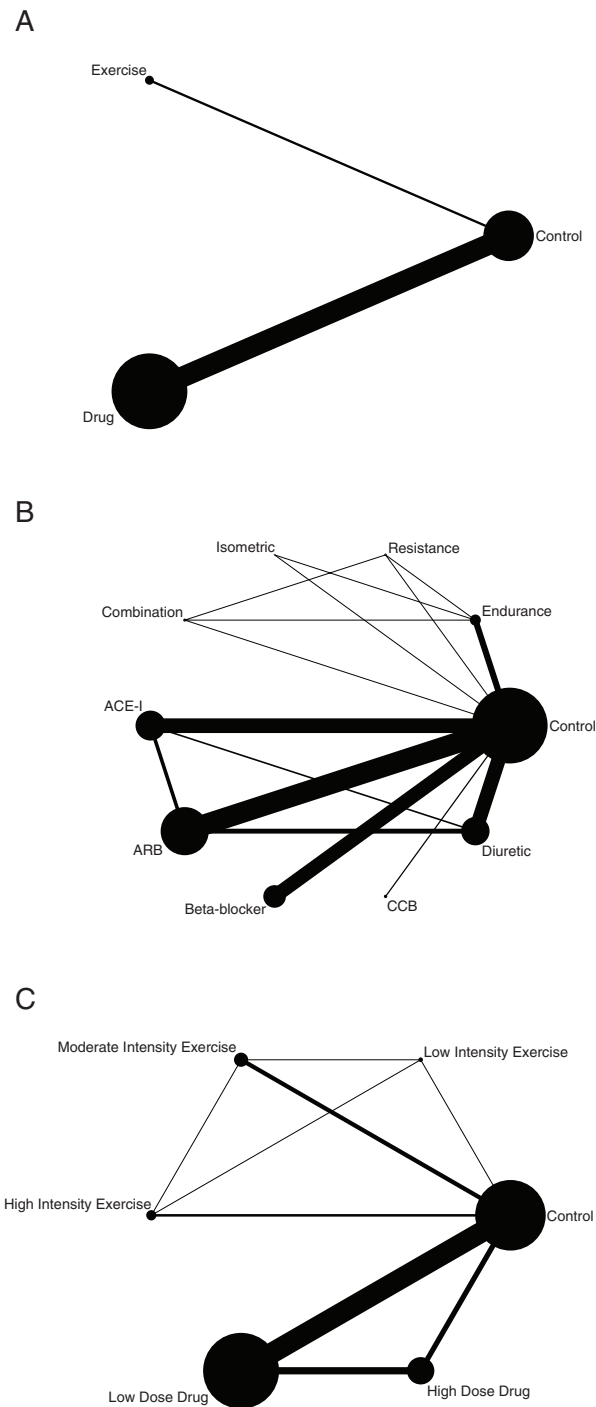 A
Exercise
Control
Drug
B
Isometric
Resistance
Combination
Endurance
ACE-I
Control
ARB
Diuretic
Beta-blocker
CCB
C
Moderate Intensity Exercise
Low Intensity Exercise
High Intensity Exercise
Control
Low Dose Drug
High Dose Drug